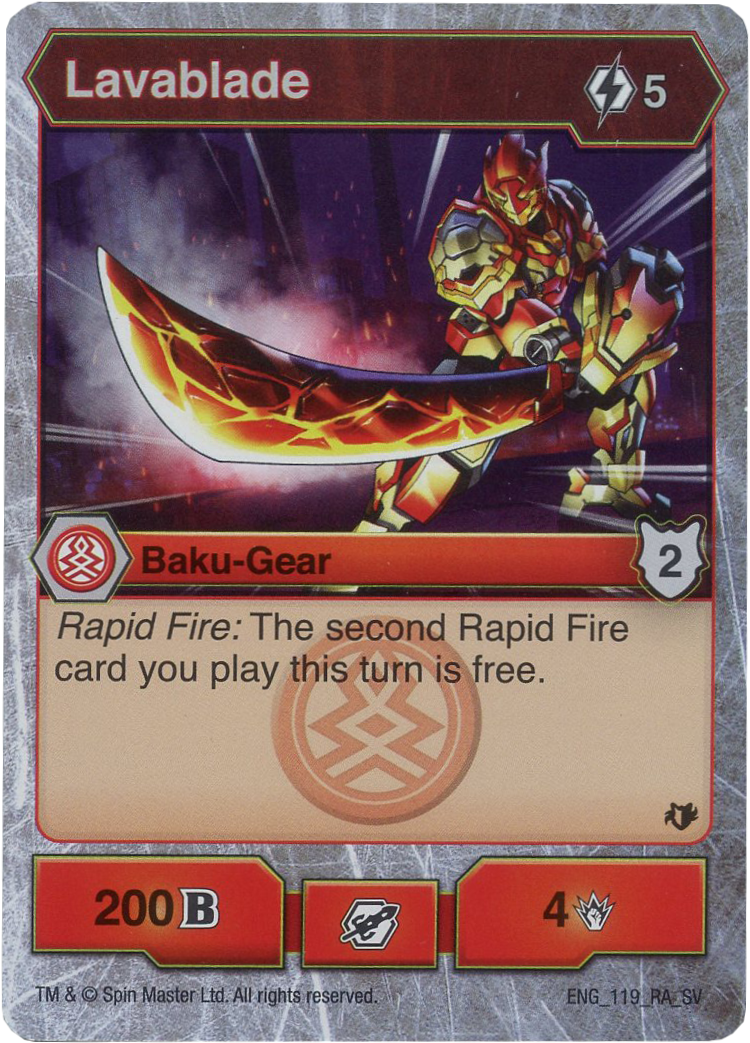 Lavablade
5
Baku-Gear
2
Rapid Fire: The second Rapid Fire
card you play this turn is free.
200 B
4
TM & © Spin Master Ltd. All rights reserved.
ENG_119_RA_SV